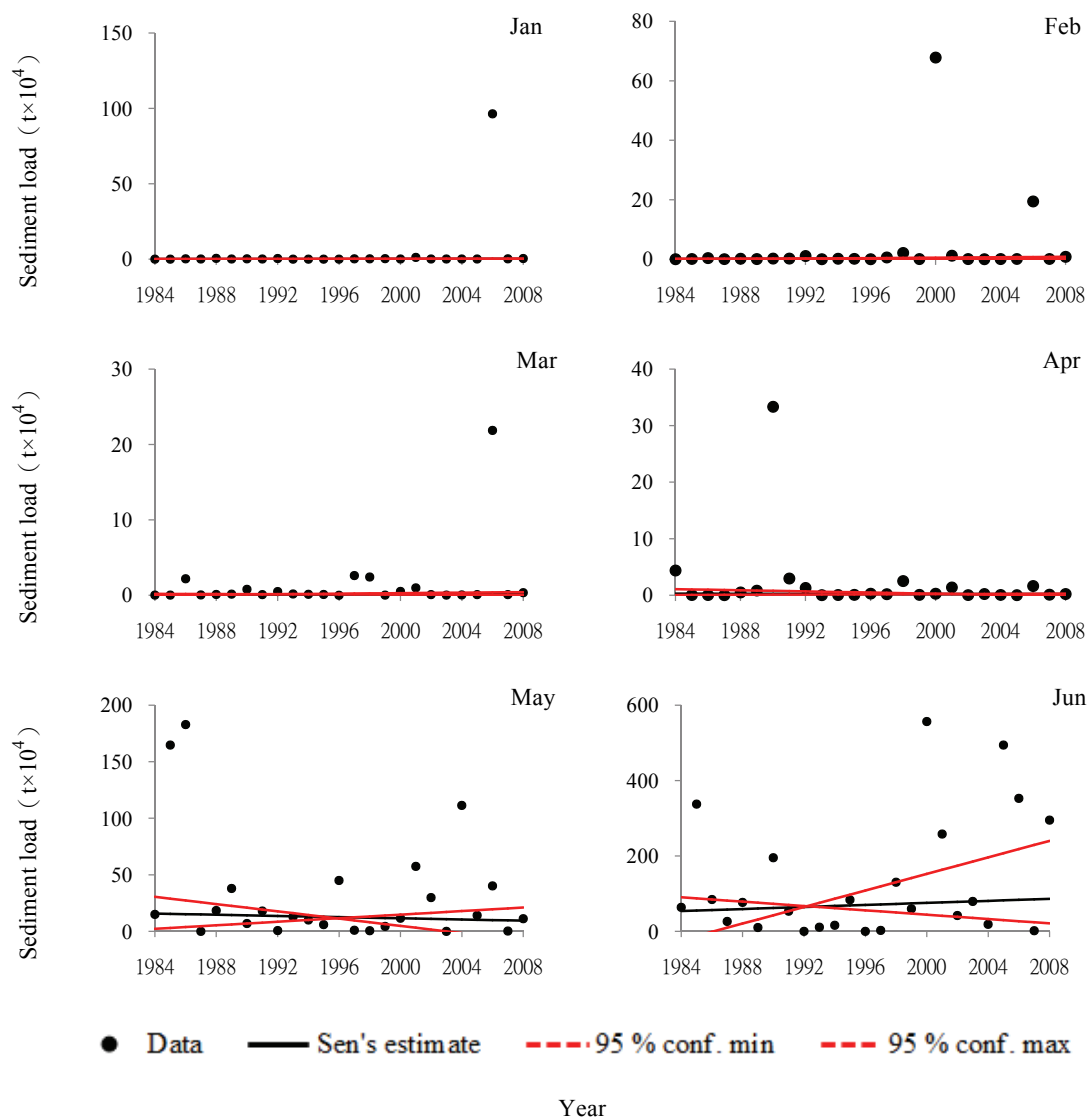 Jan
Sediment load (t×10⁴)
150
100
50
0
1984 1988 1992 1996 2000 2004 2008
Feb
80
60
40
20
0
1984 1988 1992 1996 2000 2004 2008
Mar
Sediment load (t×10⁴)
30
20
10
0
1984 1988 1992 1996 2000 2004 2008
Apr
40
30
20
10
0
1984 1988 1992 1996 2000 2004 2008
May
Sediment load (t×10⁴)
200
150
100
50
0
1984 1988 1992 1996 2000 2004 2008
Jun
600
400
200
0
1984 1988 1992 1996 2000 2004 2008
Data Sen's estimate 95 % conf. min 95 % conf. max
Year